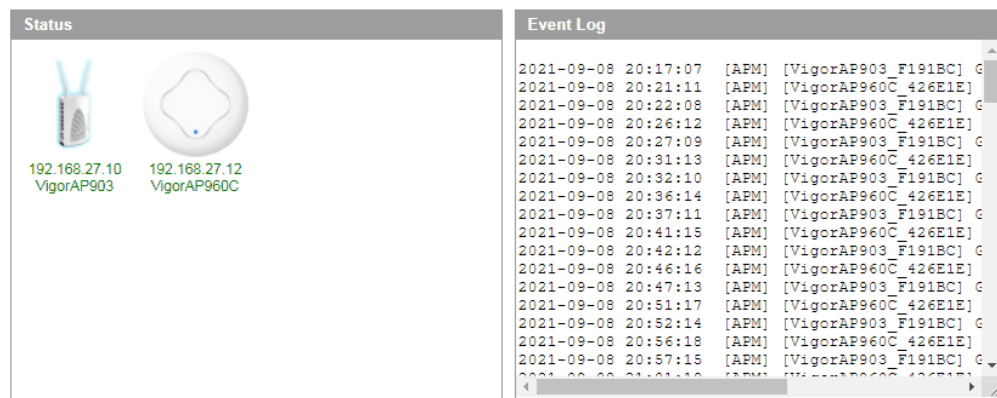 Status
192.168.27.10
VigorAP903
192.168.27.12
VigorAP960C
Event Log
2021-09-08 20:17:07 [APM] [VigorAP903_F191BC] G
2021-09-08 20:21:11 [APM] [VigorAP960C_426E1E]
2021-09-08 20:22:08 [APM] [VigorAP903_F191BC] G
2021-09-08 20:26:12 [APM] [VigorAP960C_426E1E]
2021-09-08 20:27:09 [APM] [VigorAP903_F191BC] G
2021-09-08 20:31:13 [APM] [VigorAP960C_426E1E]
2021-09-08 20:32:10 [APM] [VigorAP903_F191BC] G
2021-09-08 20:36:14 [APM] [VigorAP960C_426E1E]
2021-09-08 20:37:11 [APM] [VigorAP903_F191BC] G
2021-09-08 20:41:15 [APM] [VigorAP960C_426E1E]
2021-09-08 20:42:12 [APM] [VigorAP903_F191BC] G
2021-09-08 20:46:16 [APM] [VigorAP960C_426E1E]
2021-09-08 20:47:13 [APM] [VigorAP903_F191BC] G
2021-09-08 20:51:17 [APM] [VigorAP960C_426E1E]
2021-09-08 20:52:14 [APM] [VigorAP903_F191BC] G
2021-09-08 20:56:18 [APM] [VigorAP960C_426E1E]
2021-09-08 20:57:15 [APM] [VigorAP903_F191BC] G